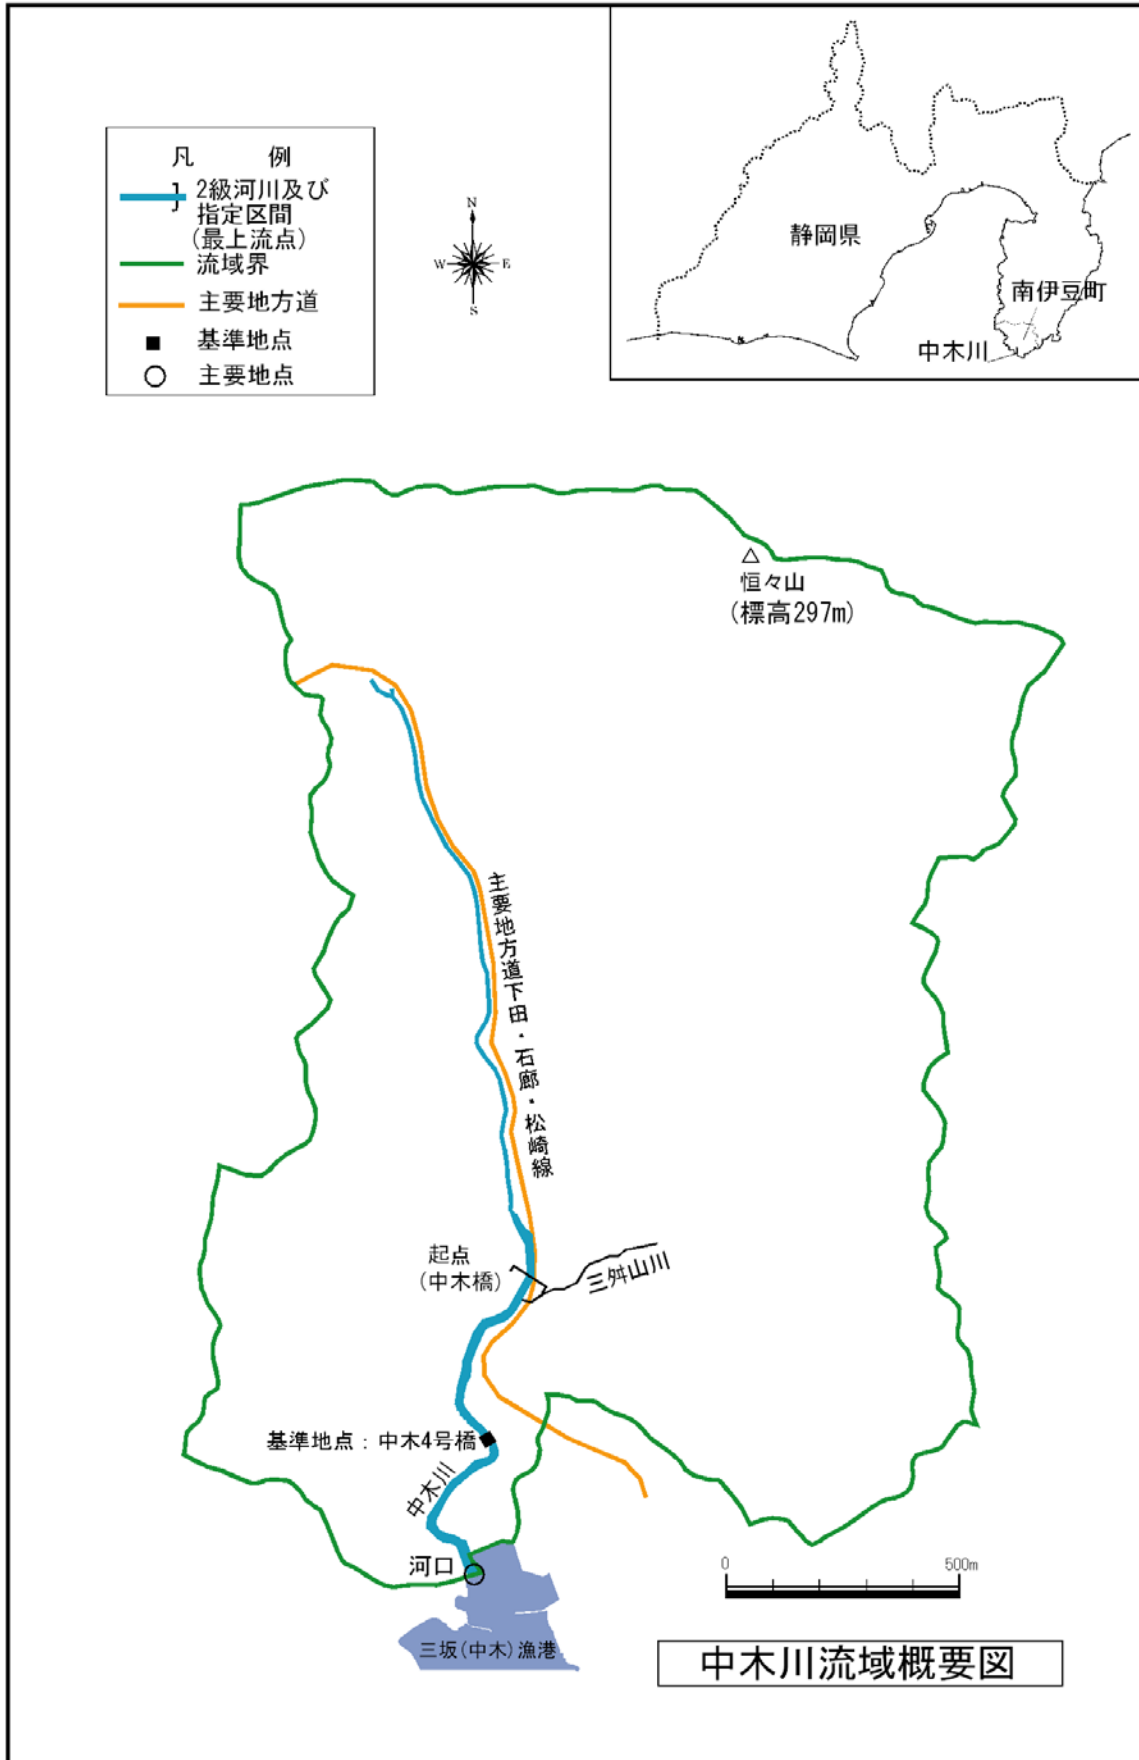 凡 例
2級河川及び
指定区間
(最上流点)
流域界
主要地方道
基準地点
主要地点
N
W
E
S
静岡県
南伊豆町
中木川
恒々山
(標高297m)
主要地方道下田・石廊・松崎線
起点
(中木橋)
三舛山川
基準地点：中木4号橋
中木川
河口
三坂(中木)漁港
0
500m
中木川流域概要図